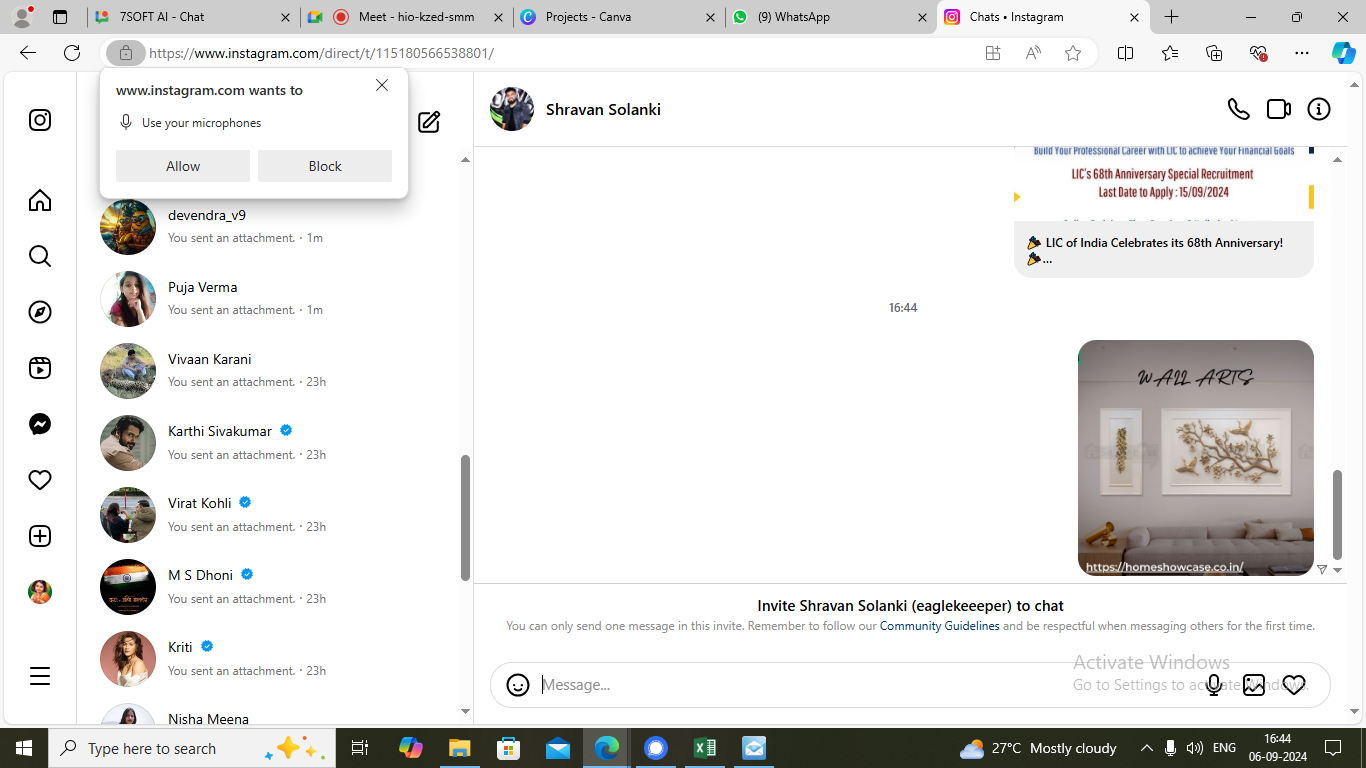 7SOFT AI - Chat
Meet - hio-kzed-smm
Projects - Canva
(9) WhatsApp
Chats • Instagram
https://www.instagram.com/direct/t/115180566538801/
www.instagram.com wants to
Use your microphones
Allow
Block
devendra_v9
You sent an attachment. · 1m
Puja Verma
You sent an attachment. · 1m
Vivaan Karani
You sent an attachment. · 23h
Karthi Sivakumar
You sent an attachment. · 23h
Virat Kohli
You sent an attachment. · 23h
M S Dhoni
You sent an attachment. · 23h
Kriti
You sent an attachment. · 23h
Nisha Meena
Shravan Solanki
Build Your Professional Career with LIC to achieve Your Financial Goals
LIC's 68th Anniversary Special Recruitment
Last Date to Apply : 15/09/2024
🎉 LIC of India Celebrates its 68th Anniversary!
🎉...
16:44
WALL ARTS
https://homeshowcase.co.in/
Invite Shravan Solanki (eaglekeeeper) to chat
You can only send one message in this invite. Remember to follow our Community Guidelines and be respectful when messaging others for the first time.
Message...
Activate Windows
Go to Settings to activate Windows.
Type here to search
27°C Mostly cloudy
ENG
16:44
06-09-2024